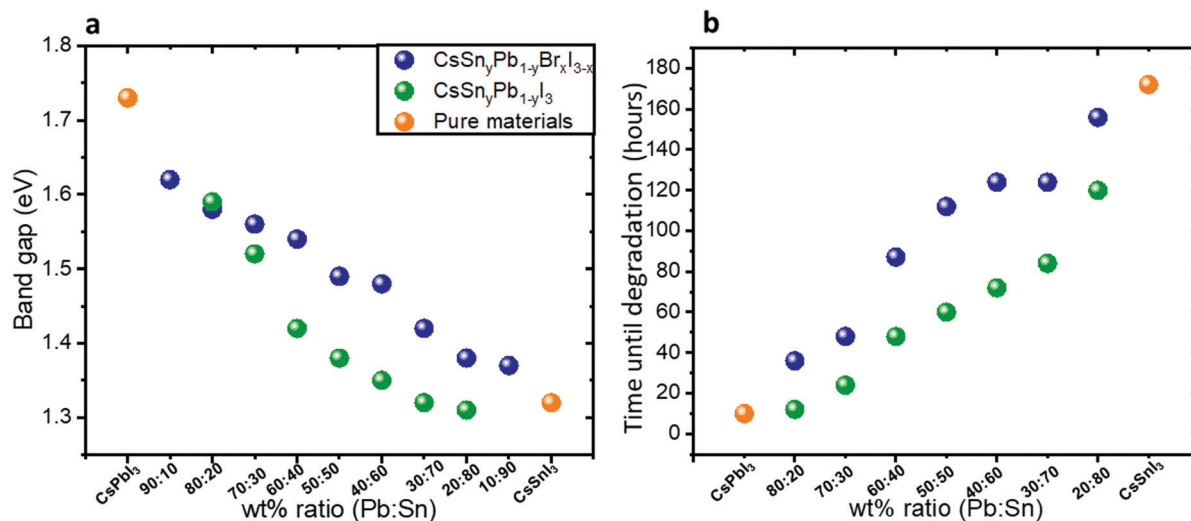 a
Band gap (eV)
1.8
1.7
1.6
1.5
1.4
1.3
CsSnyPb1-yBrxI3-x
CsSnyPb1-yI3
Pure materials
CsPbI3
90:10
80:20
70:30
60:40
50:50
40:60
30:70
20:80
10:90
CsSnI3
wt% ratio (Pb:Sn)
b
Time until degradation (hours)
180
160
140
120
100
80
60
40
20
0
CsPbI3
80:20
70:30
60:40
50:50
40:60
30:70
20:80
CsSnI3
wt% ratio (Pb:Sn)